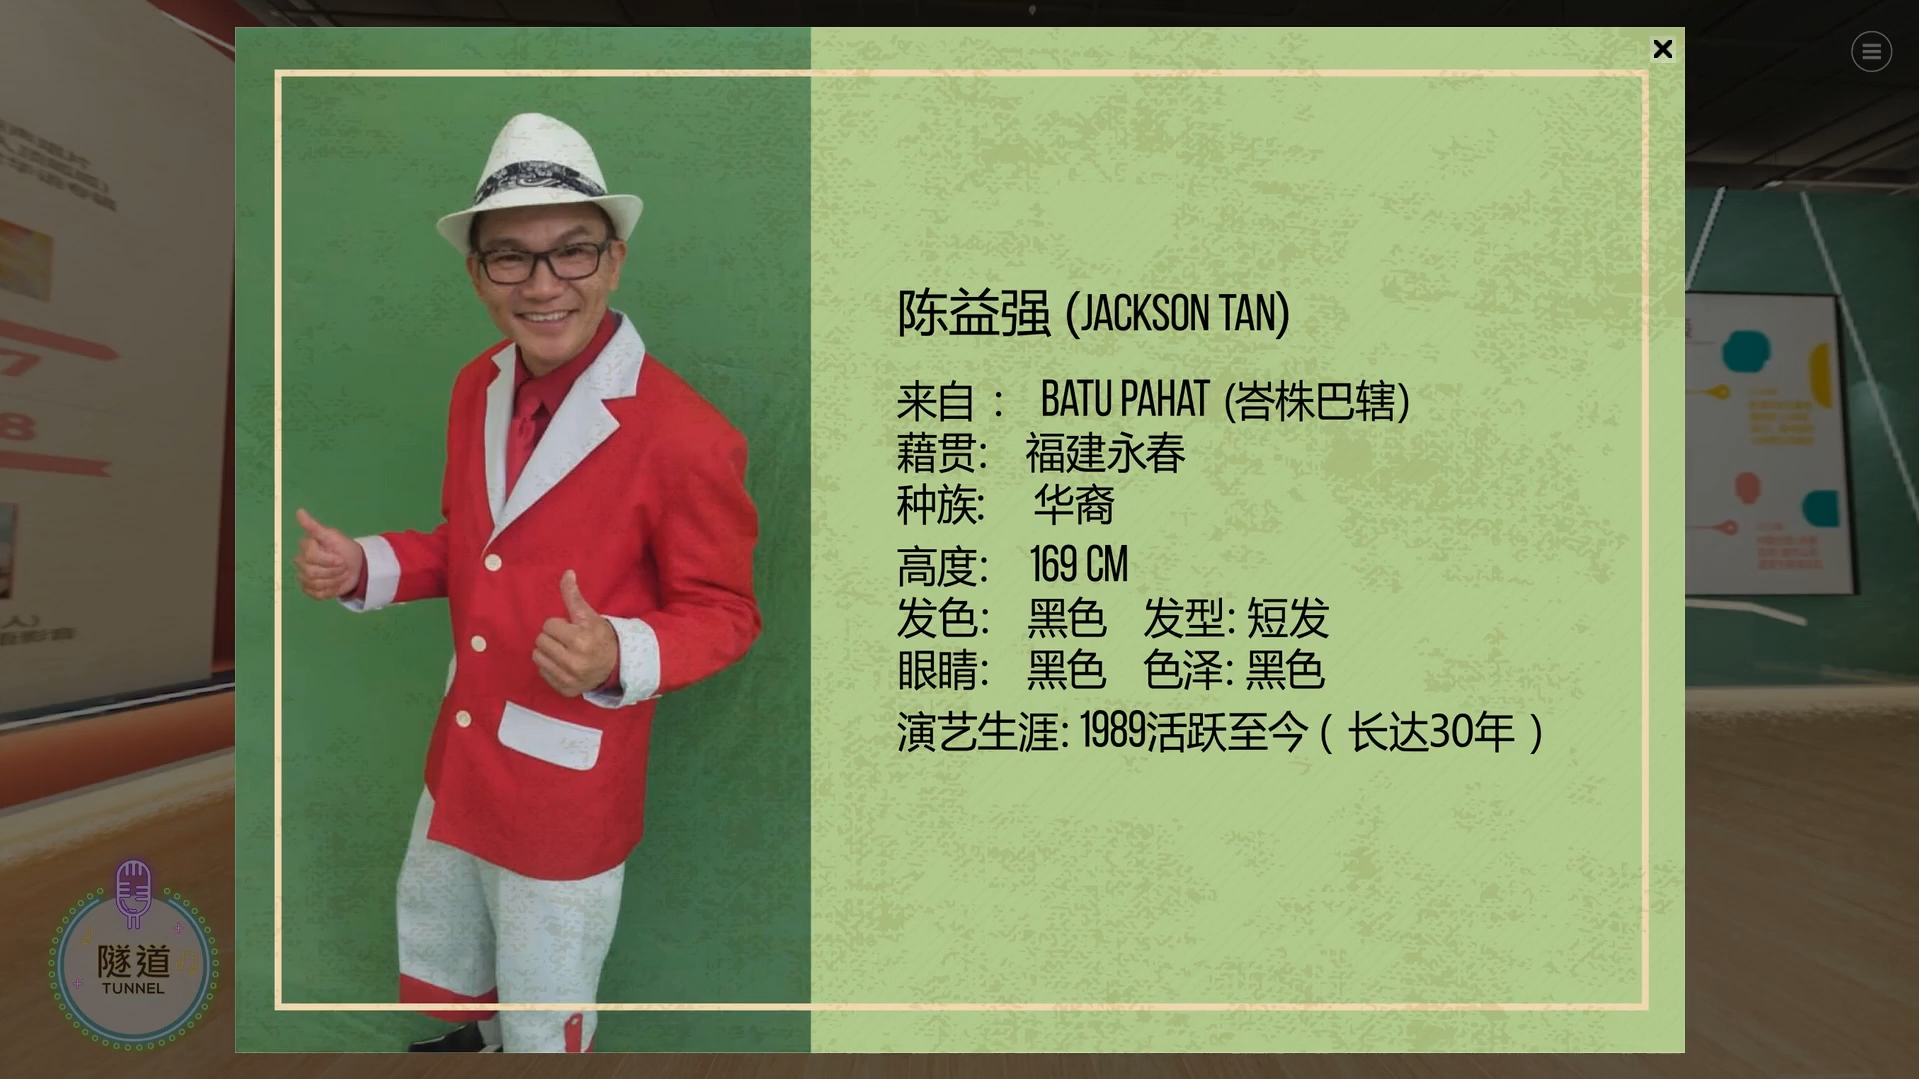 陈益强 (JACKSON TAN)
来自 : BATU PAHAT (峇株巴辖)
藉贯: 福建永春
种族: 华裔
高度: 169 CM
发色: 黑色 发型: 短发
眼睛: 黑色 色泽: 黑色
演艺生涯: 1989活跃至今 ( 长达30年 )
隧道
TUNNEL
7
8